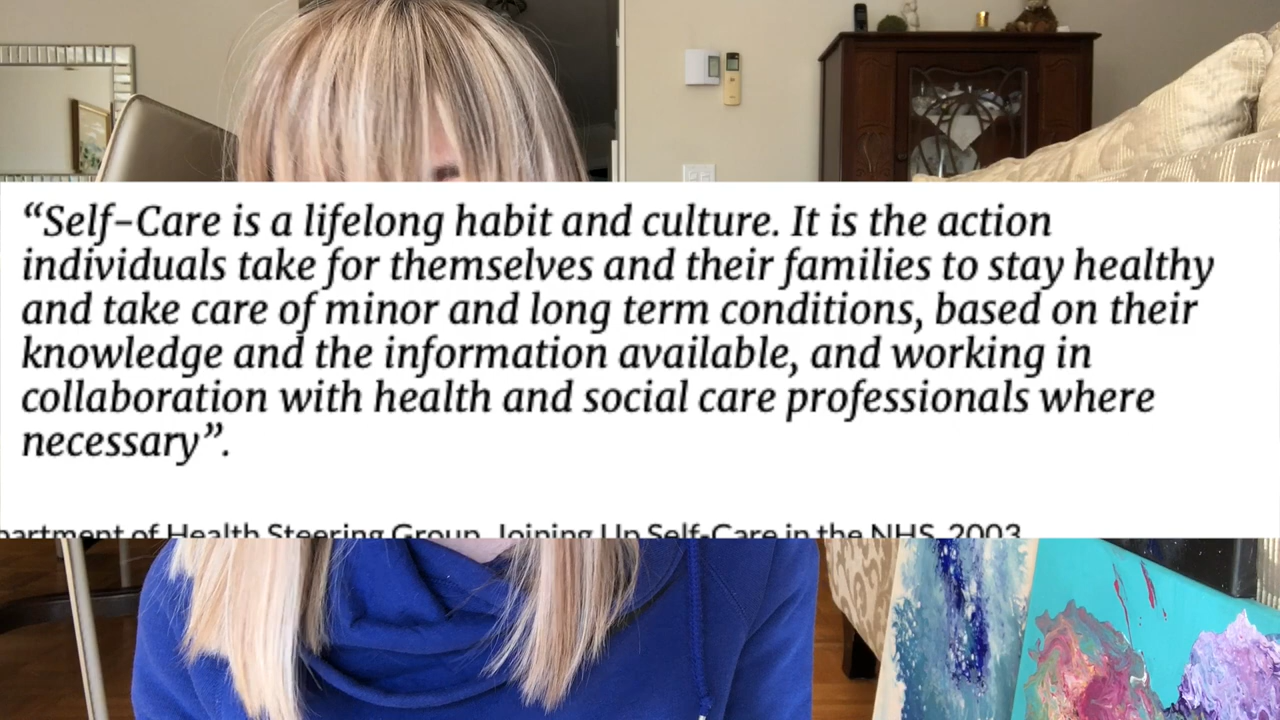 “Self-Care is a lifelong habit and culture. It is the action
individuals take for themselves and their families to stay healthy
and take care of minor and long term conditions, based on their
knowledge and the information available, and working in
collaboration with health and social care professionals where
necessary”.
partment of Health Steering Group, Joining Up Self-Care in the NHS, 2003